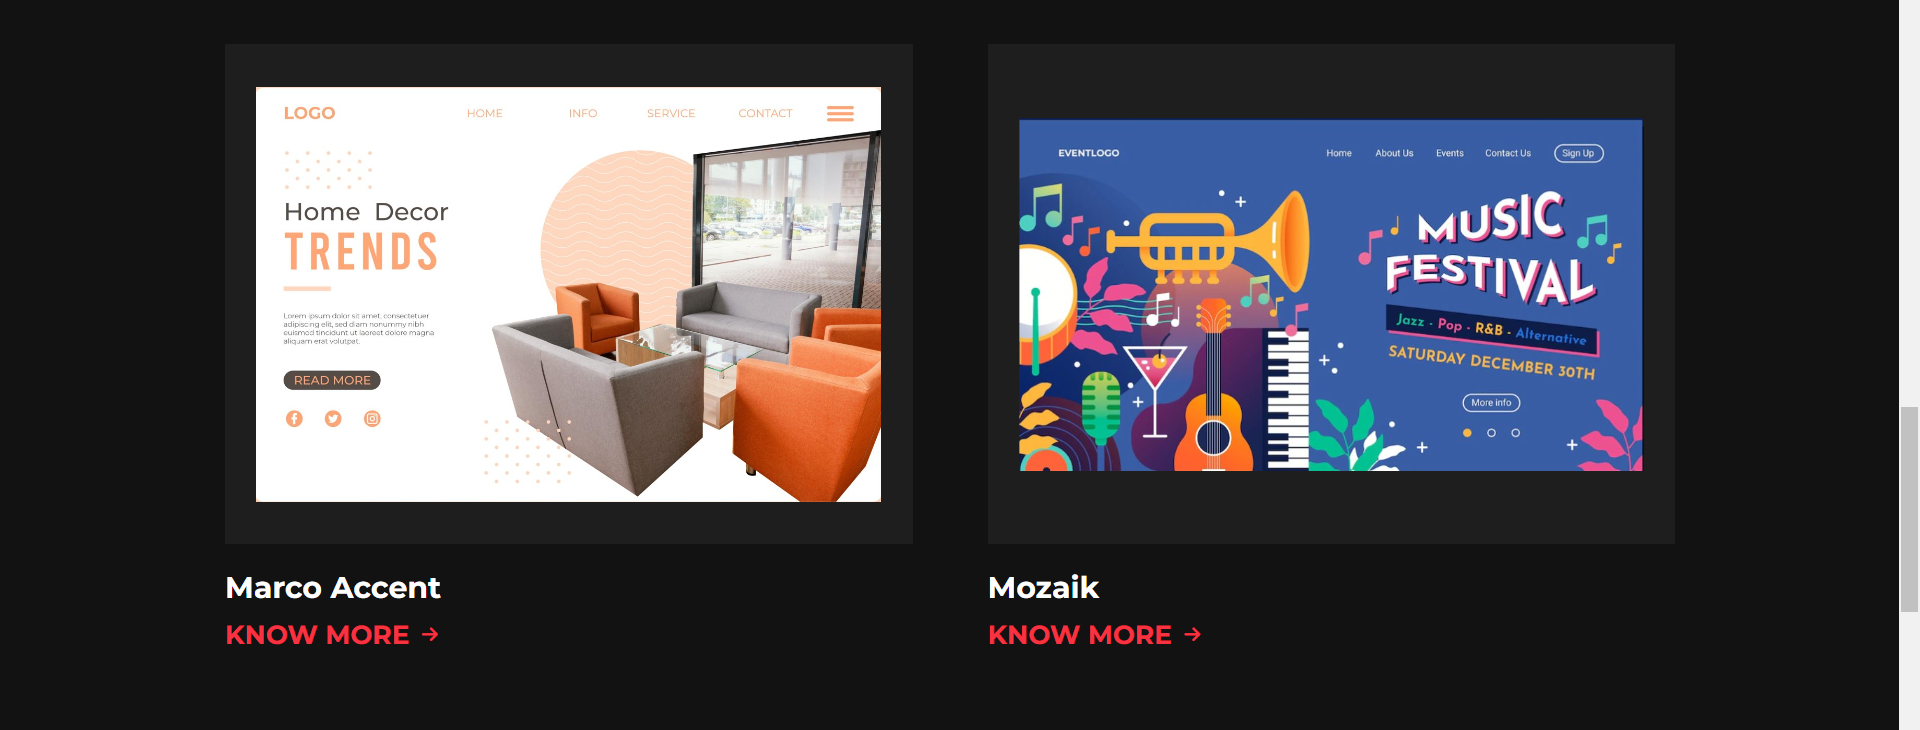 LOGO
HOME INFO SERVICE CONTACT
Home Decor
TRENDS
Lorem ipsum dolor sit amet, consectetuer
adipiscing elit, sed diam nonummy nibh
euismod tincidunt ut laoreet dolore magna
aliquam erat volutpat.
READ MORE
Marco Accent
KNOW MORE →
EVENTLOGO
Home About Us Events Contact Us Sign Up
MUSIC
FESTIVAL
Jazz - Pop - R&B - Alternative
SATURDAY DECEMBER 30TH
More info
Mozaik
KNOW MORE →